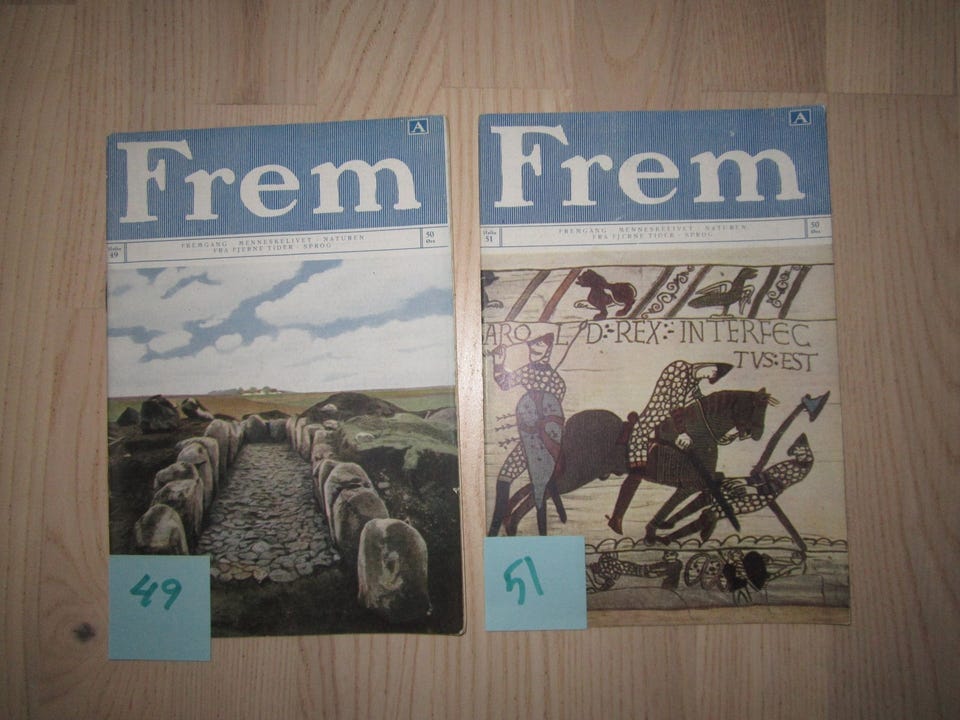 A
Frem
Hefte
49
FREMGANG · MENNESKELIVET · NATUREN
FRA FJERNE TIDER · SPROG
50
Øre
49
A
Frem
Hefte
51
FREMGANG · MENNESKELIVET · NATUREN
FRA FJERNE TIDER · SPROG
50
Øre
ARO L D:REX:INTERFEC
TVS:EST
51